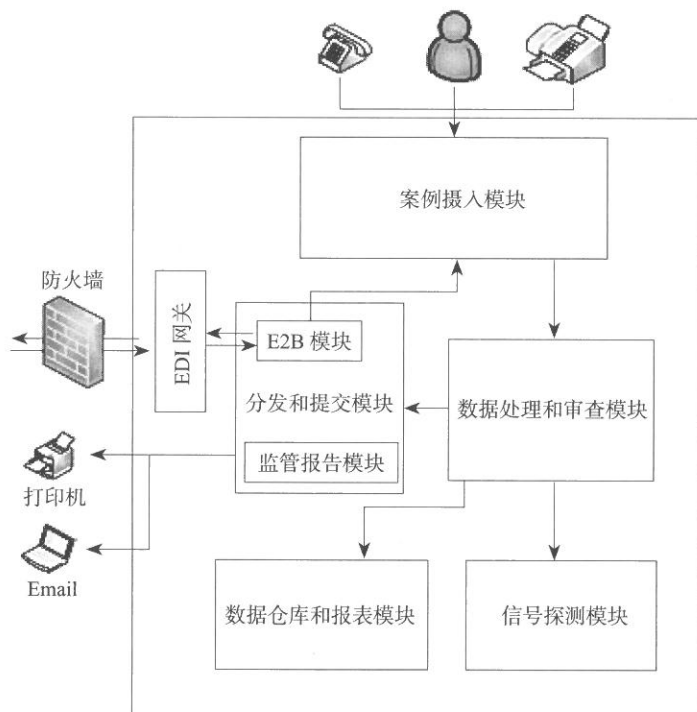 案例摄入模块
防火墙
EDI 网关
E2B 模块
分发和提交模块
数据处理和审查模块
监管报告模块
打印机
Email
数据仓库和报表模块
信号探测模块